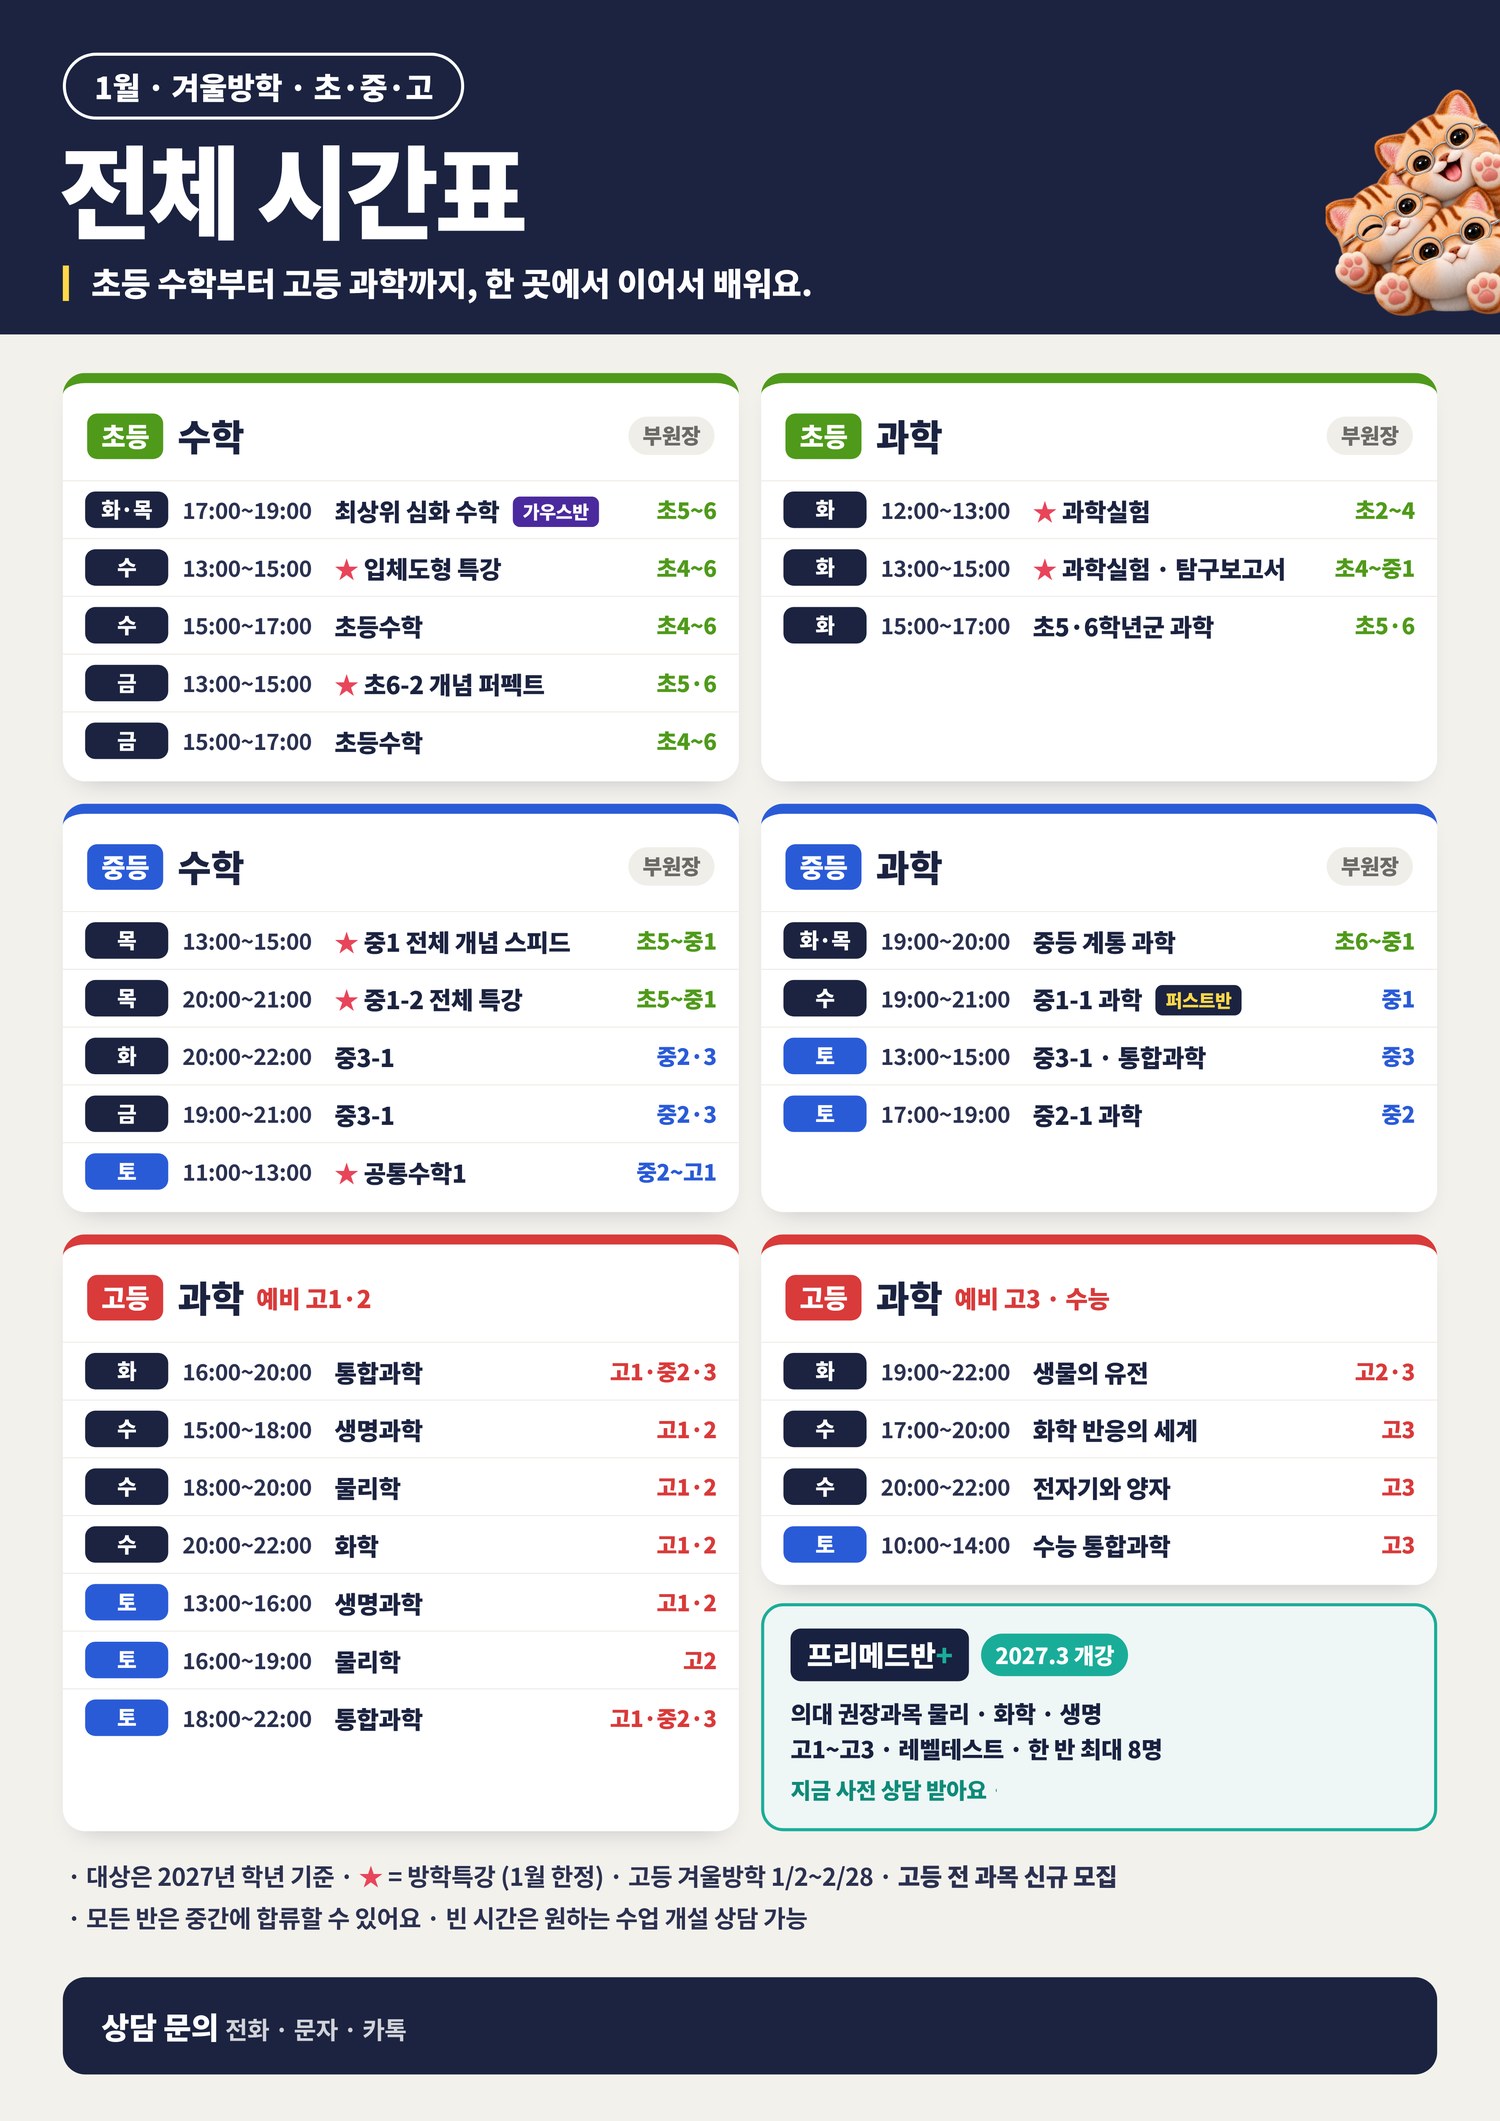 1월 · 겨울방학 · 초·중·고
전체 시간표
초등 수학부터 고등 과학까지, 한 곳에서 이어서 배워요.
초등 수학 부원장
화·목 17:00~19:00 최상위 심화 수학 가우스반 초5~6
수 13:00~15:00 ★ 입체도형 특강 초4~6
수 15:00~17:00 초등수학 초4~6
금 13:00~15:00 ★ 초6-2 개념 퍼펙트 초5·6
금 15:00~17:00 초등수학 초4~6
초등 과학 부원장
화 12:00~13:00 ★ 과학실험 초2~4
화 13:00~15:00 ★ 과학실험 · 탐구보고서 초4~중1
화 15:00~17:00 초5·6학년군 과학 초5·6
중등 수학 부원장
목 13:00~15:00 ★ 중1 전체 개념 스피드 초5~중1
목 20:00~21:00 ★ 중1-2 전체 특강 초5~중1
화 20:00~22:00 중3-1 중2·3
금 19:00~21:00 중3-1 중2·3
토 11:00~13:00 ★ 공통수학1 중2~고1
중등 과학 부원장
화·목 19:00~20:00 중등 계통 과학 초6~중1
수 19:00~21:00 중1-1 과학 퍼스트반 중1
토 13:00~15:00 중3-1 · 통합과학 중3
토 17:00~19:00 중2-1 과학 중2
고등 과학 예비 고1·2
화 16:00~20:00 통합과학 고1·중2·3
수 15:00~18:00 생명과학 고1·2
수 18:00~20:00 물리학 고1·2
수 20:00~22:00 화학 고1·2
토 13:00~16:00 생명과학 고1·2
토 16:00~19:00 물리학 고2
토 18:00~22:00 통합과학 고1·중2·3
고등 과학 예비 고3 · 수능
화 19:00~22:00 생물의 유전 고2·3
수 17:00~20:00 화학 반응의 세계 고3
수 20:00~22:00 전자기와 양자 고3
토 10:00~14:00 수능 통합과학 고3
프리메드반+ 2027.3 개강
의대 권장과목 물리 · 화학 · 생명
고1~고3 · 레벨테스트 · 한 반 최대 8명
지금 사전 상담 받아요 ·
· 대상은 2027년 학년 기준 · ★ = 방학특강 (1월 한정) · 고등 겨울방학 1/2~2/28 · 고등 전 과목 신규 모집
· 모든 반은 중간에 합류할 수 있어요 · 빈 시간은 원하는 수업 개설 상담 가능
상담 문의 전화 · 문자 · 카톡